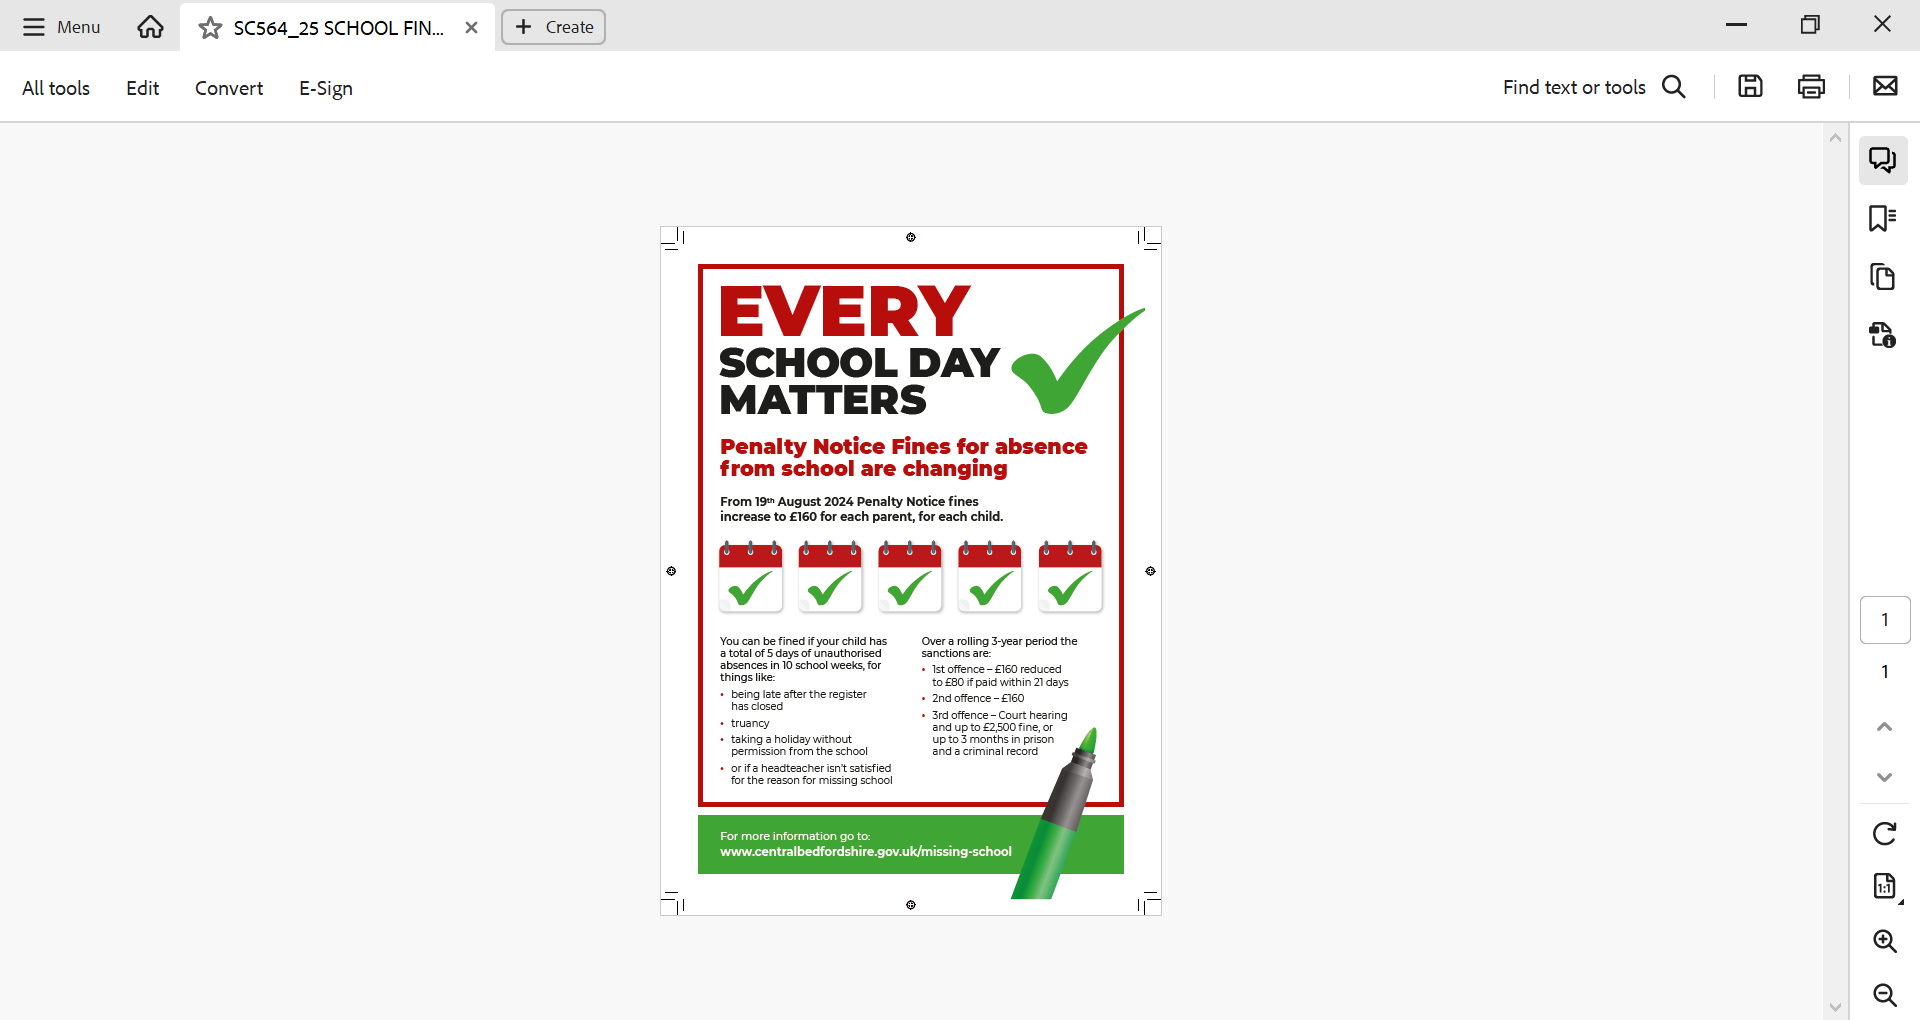 Menu
SC564_25 SCHOOL FIN...
Create
All tools
Edit
Convert
E-Sign
Find text or tools
EVERY
SCHOOL DAY
MATTERS
Penalty Notice Fines for absence
from school are changing
From 19th August 2024 Penalty Notice fines
increase to £160 for each parent, for each child.
You can be fined if your child has
a total of 5 days of unauthorised
absences in 10 school weeks, for
things like:
• being late after the register
has closed
• truancy
• taking a holiday without
permission from the school
• or if a headteacher isn't satisfied
for the reason for missing school
Over a rolling 3-year period the
sanctions are:
• 1st offence – £160 reduced
to £80 if paid within 21 days
• 2nd offence – £160
• 3rd offence – Court hearing
and up to £2,500 fine, or
up to 3 months in prison
and a criminal record
For more information go to:
www.centralbedfordshire.gov.uk/missing-school
1
1
1:1